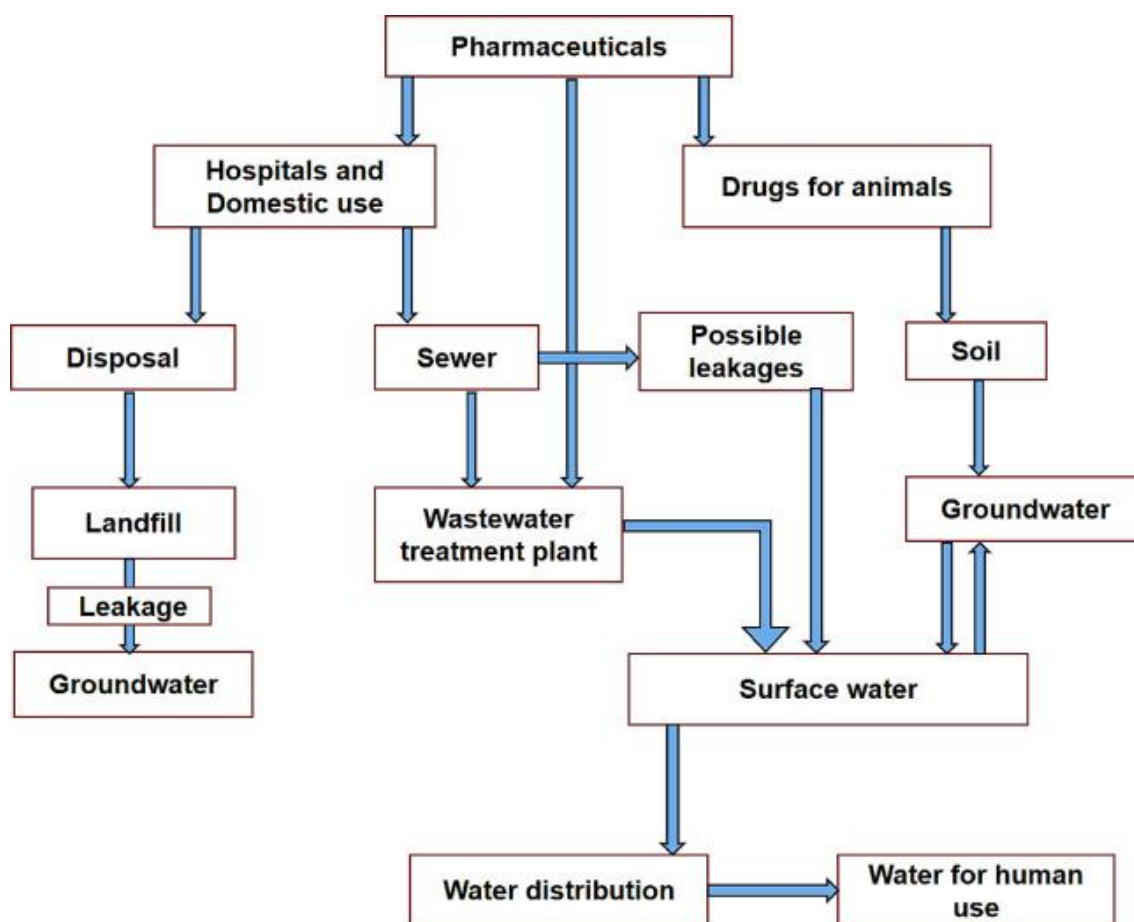 Pharmaceuticals
Hospitals and
Domestic use
Drugs for animals
Disposal
Sewer
Possible
leakages
Soil
Landfill
Wastewater
treatment plant
Groundwater
Leakage
Groundwater
Surface water
Water distribution
Water for human
use